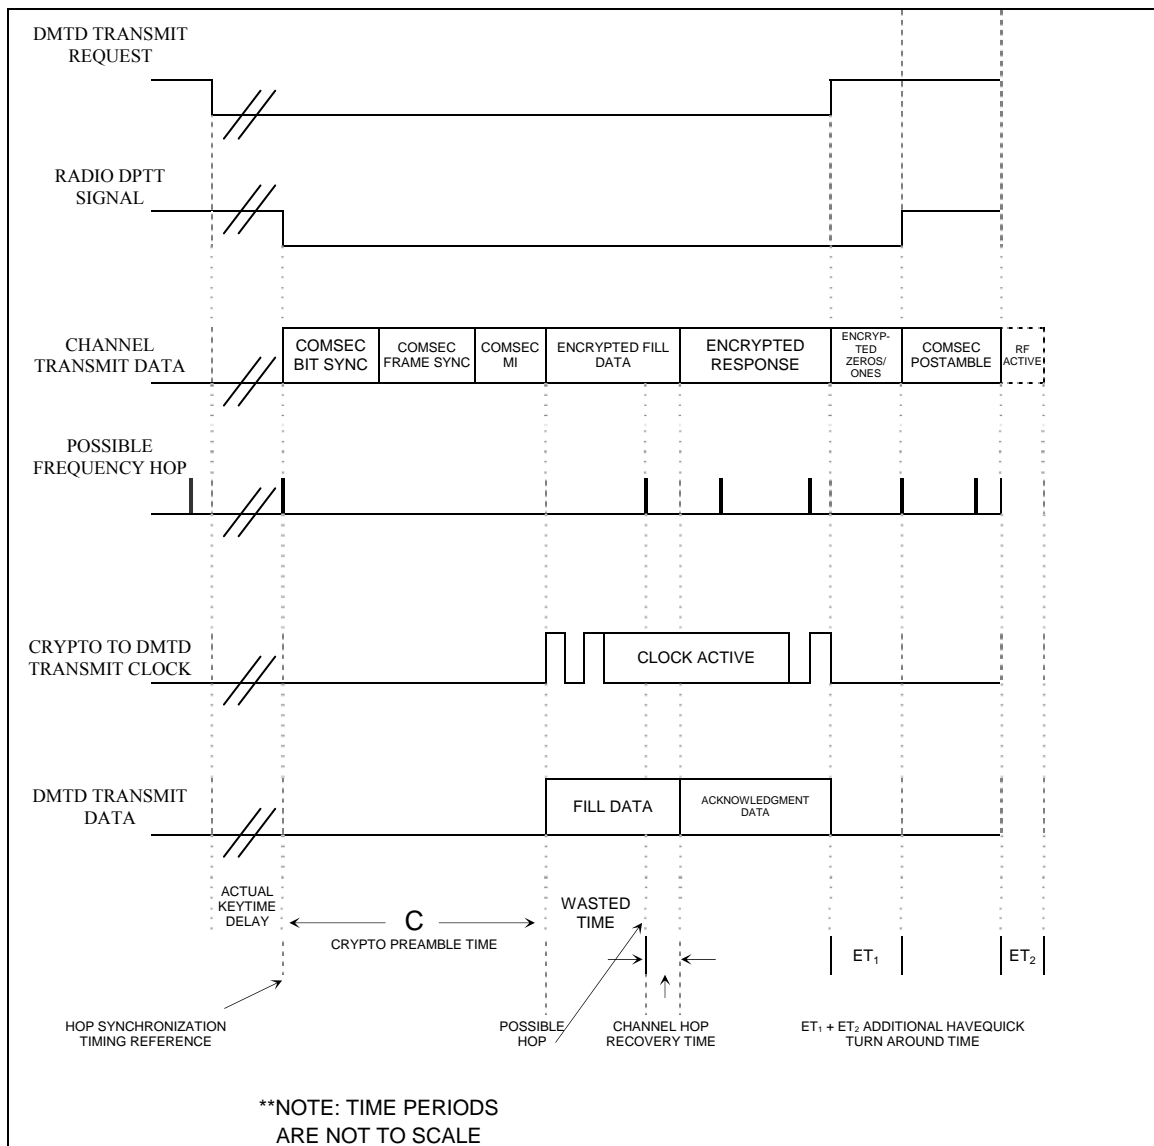 DMTD TRANSMIT
REQUEST
RADIO DPTT
SIGNAL
CHANNEL
TRANSMIT DATA
COMSEC
BIT SYNC
COMSEC
FRAME SYNC
COMSEC
MI
ENCRYPTED FILL
DATA
ENCRYPTED
RESPONSE
ENCRYP-
TED
ZEROS/
ONES
COMSEC
POSTAMBLE
RF
ACTIVE
POSSIBLE
FREQUENCY HOP
CRYPTO TO DMTD
TRANSMIT CLOCK
CLOCK ACTIVE
DMTD TRANSMIT
DATA
FILL DATA
ACKNOWLEDGMENT
DATA
ACTUAL
KEYTIME
DELAY
C
CRYPTO PREAMBLE TIME
WASTED
TIME
ET₁
ET₂
HOP SYNCHRONIZATION
TIMING REFERENCE
POSSIBLE
HOP
CHANNEL HOP
RECOVERY TIME
ET₁ + ET₂ ADDITIONAL HAVEQUICK
TURN AROUND TIME
**NOTE: TIME PERIODS
ARE NOT TO SCALE